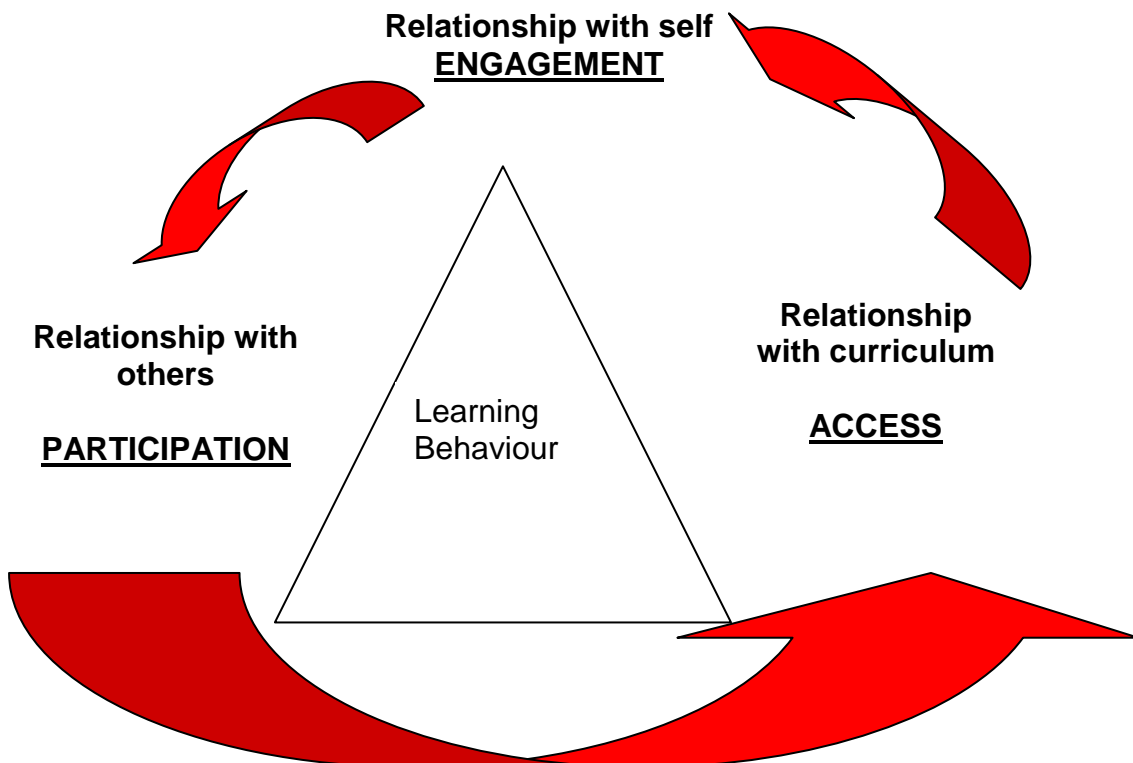 Relationship with self
ENGAGEMENT
Relationship with
others
PARTICIPATION
Learning
Behaviour
Relationship
with curriculum
ACCESS